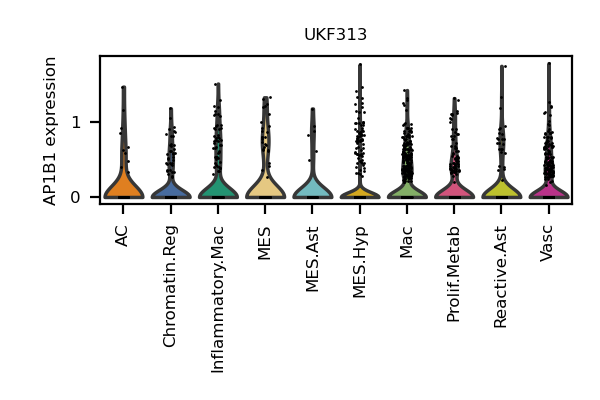 UKF313
AP1B1 expression
1
0
AC
Chromatin.Reg
Inflammatory.Mac
MES
MES.Ast
MES.Hyp
Mac
Prolif.Metab
Reactive.Ast
Vasc